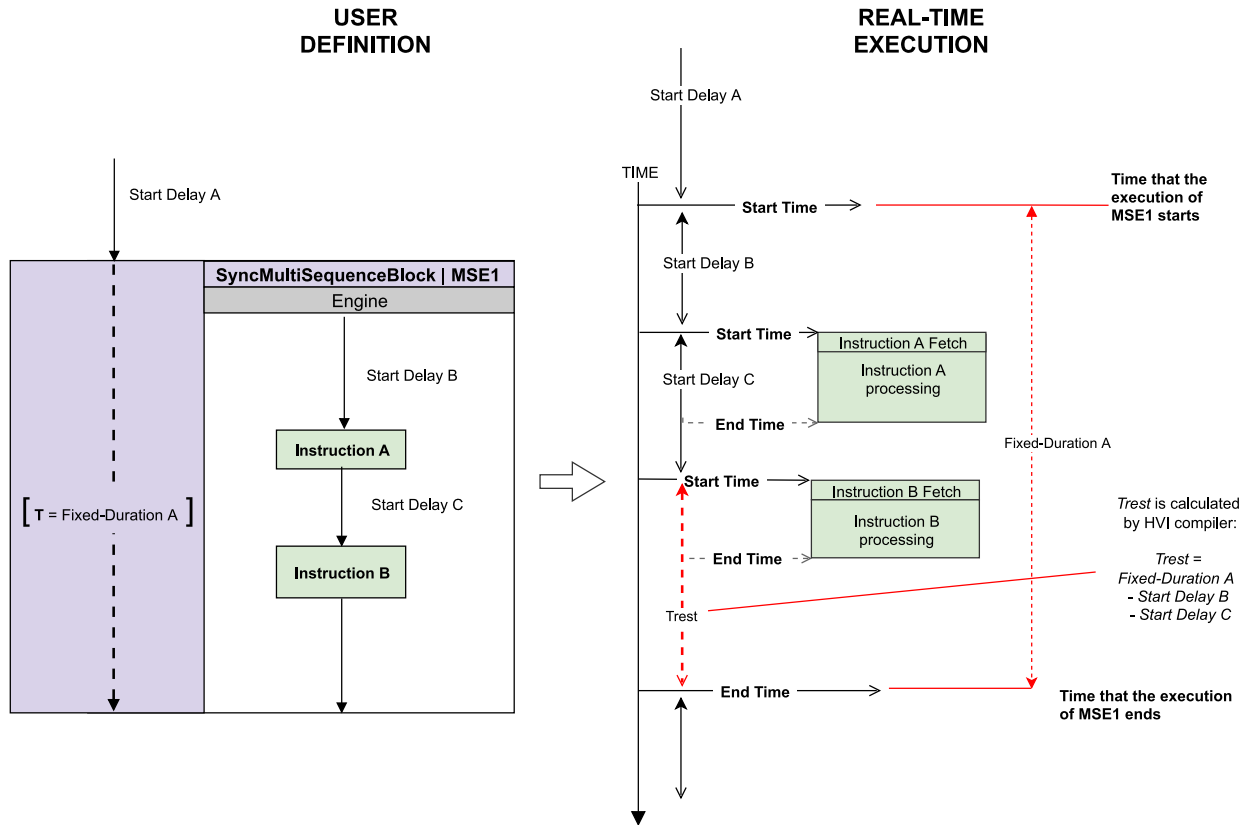 USER
DEFINITION
Start Delay A
SyncMultiSequenceBlock | MSE1
Engine
Start Delay B
Instruction A
[ T = Fixed-Duration A ]
Start Delay C
Instruction B
REAL-TIME
EXECUTION
Start Delay A
TIME
Start Time
Time that the
execution of
MSE1 starts
Start Delay B
Start Time
Instruction A Fetch
Instruction A
processing
Start Delay C
End Time
Fixed-Duration A
Start Time
Instruction B Fetch
Instruction B
processing
End Time
Trest is calculated
by HVI compiler:
Trest =
Fixed-Duration A
- Start Delay B
- Start Delay C
Trest
End Time
Time that the execution
of MSE1 ends